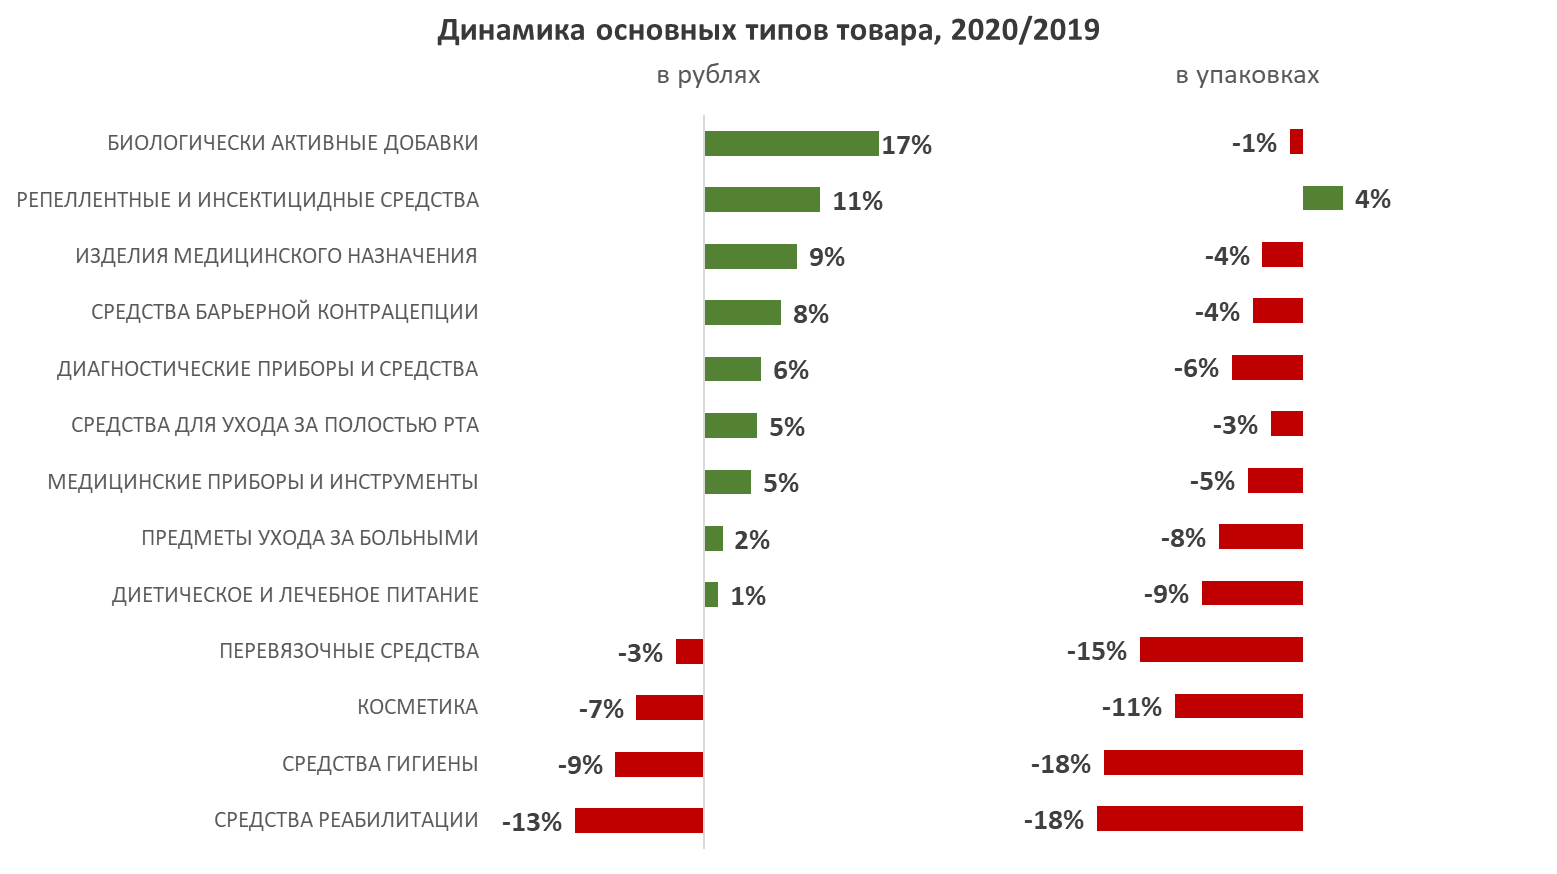 Динамика основных типов товара, 2020/2019
в рублях в упаковках
БИОЛОГИЧЕСКИ АКТИВНЫЕ ДОБАВКИ 17% -1%
РЕПЕЛЛЕНТНЫЕ И ИНСЕКТИЦИДНЫЕ СРЕДСТВА 11% 4%
ИЗДЕЛИЯ МЕДИЦИНСКОГО НАЗНАЧЕНИЯ 9% -4%
СРЕДСТВА БАРЬЕРНОЙ КОНТРАЦЕПЦИИ 8% -4%
ДИАГНОСТИЧЕСКИЕ ПРИБОРЫ И СРЕДСТВА 6% -6%
СРЕДСТВА ДЛЯ УХОДА ЗА ПОЛОСТЬЮ РТА 5% -3%
МЕДИЦИНСКИЕ ПРИБОРЫ И ИНСТРУМЕНТЫ 5% -5%
ПРЕДМЕТЫ УХОДА ЗА БОЛЬНЫМИ 2% -8%
ДИЕТИЧЕСКОЕ И ЛЕЧЕБНОЕ ПИТАНИЕ 1% -9%
ПЕРЕВЯЗОЧНЫЕ СРЕДСТВА -3% -15%
КОСМЕТИКА -7% -11%
СРЕДСТВА ГИГИЕНЫ -9% -18%
СРЕДСТВА РЕАБИЛИТАЦИИ -13% -18%